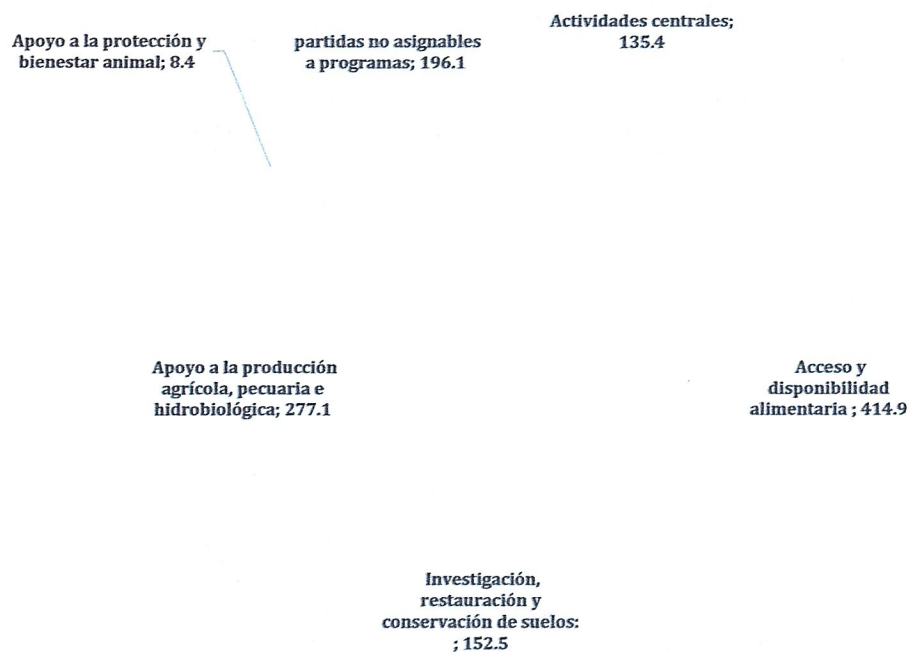 Apoyo a la protección y
bienestar animal; 8.4
partidas no asignables
a programas; 196.1
Actividades centrales;
135.4
Apoyo a la producción
agrícola, pecuaria e
hidrobiológica; 277.1
Acceso y
disponibilidad
alimentaria ; 414.9
Investigación,
restauración y
conservación de suelos:
; 152.5